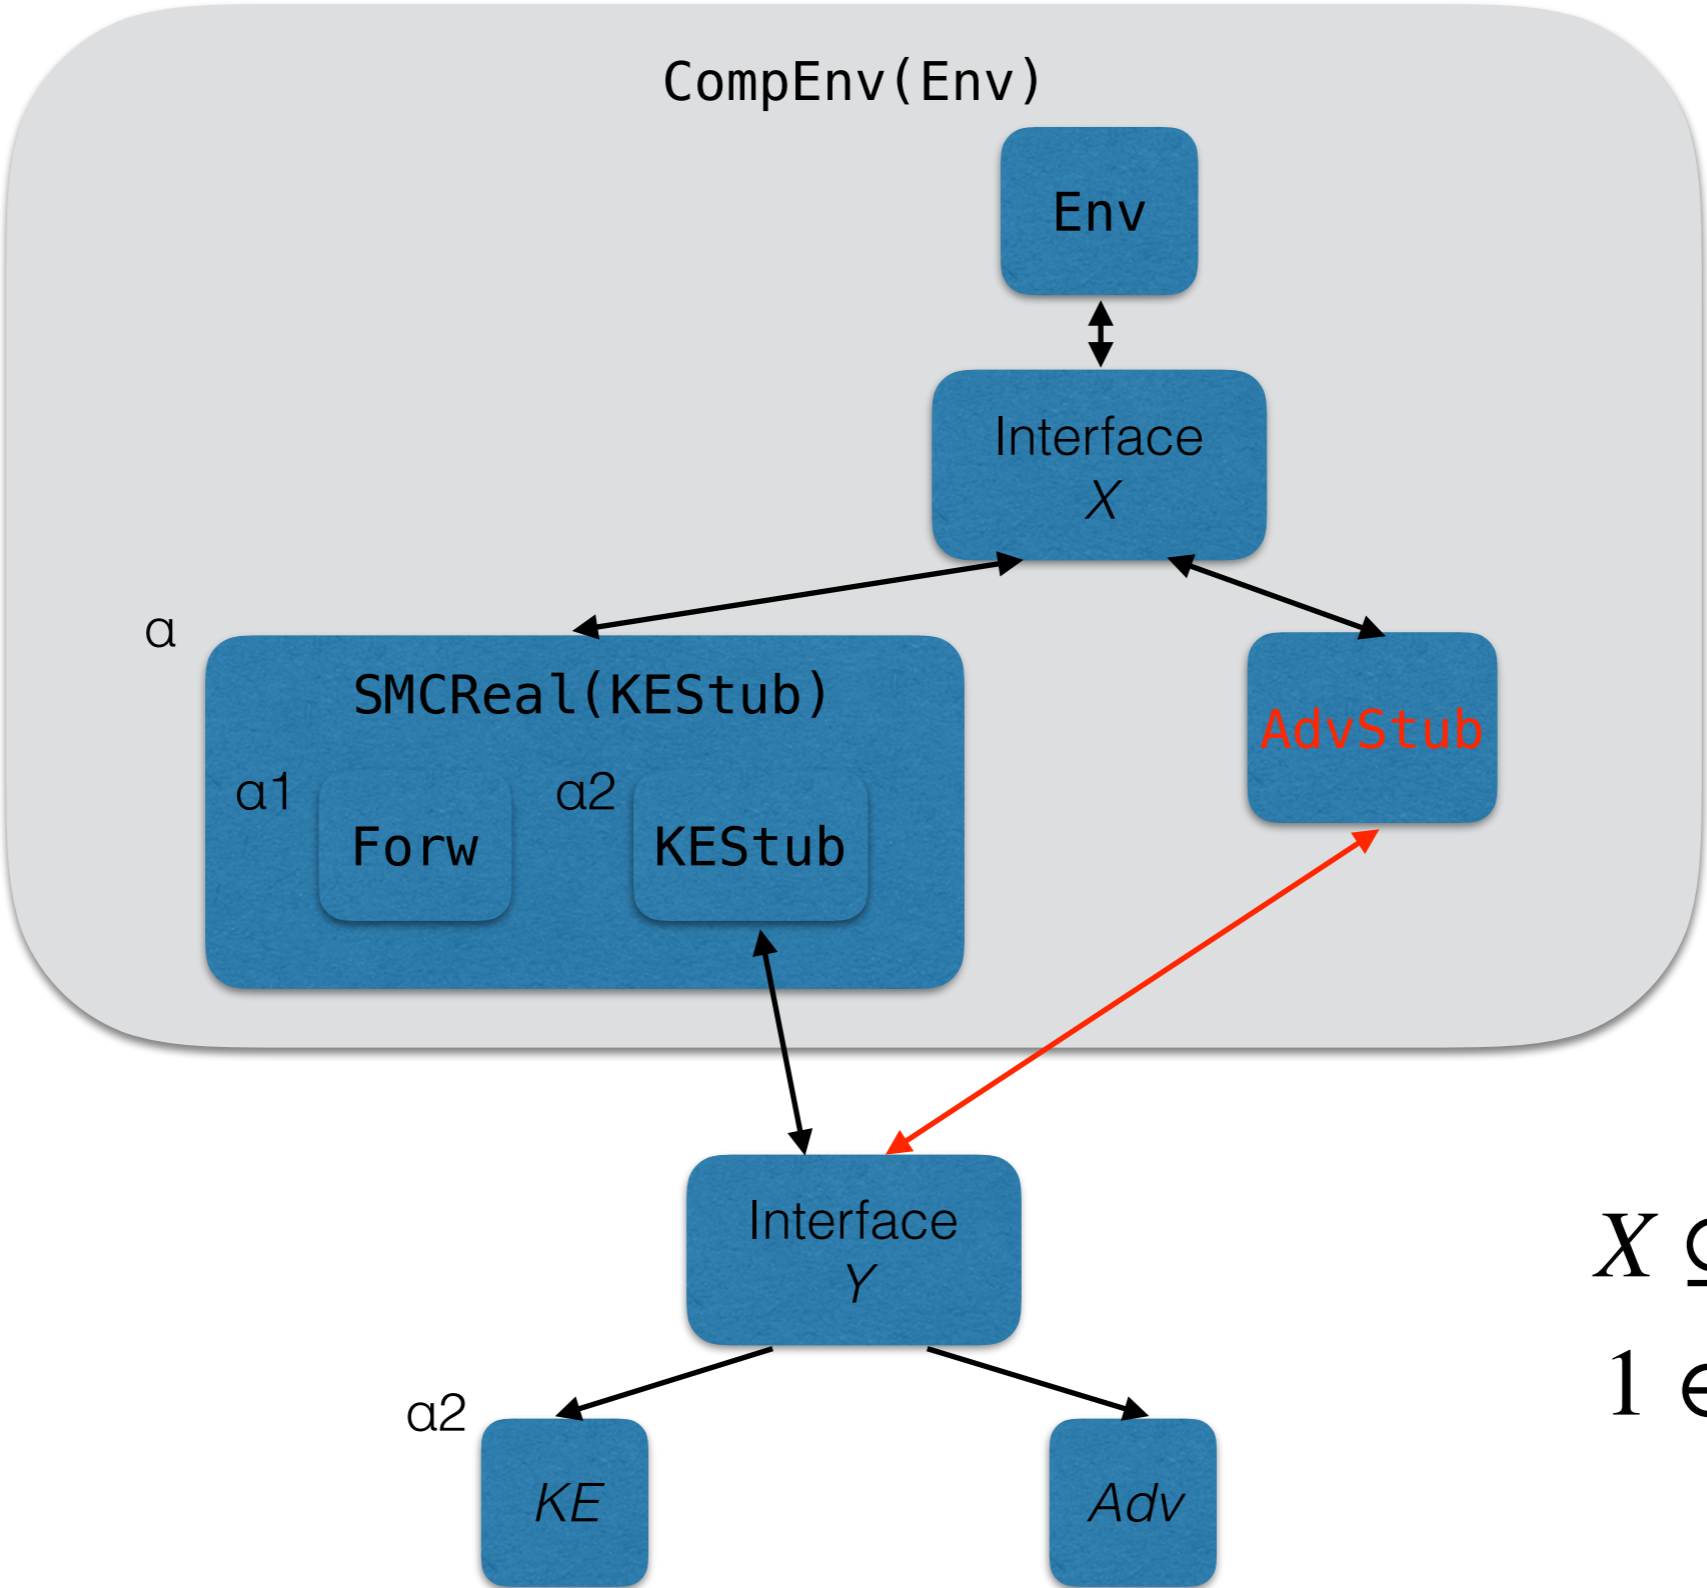 CompEnv(Env)
Env
Interface
X
α
SMCReal(KEStub)
AdvStub
α1
Forw
α2
KEStub
Interface
Y
X
1
α2
KE
Adv